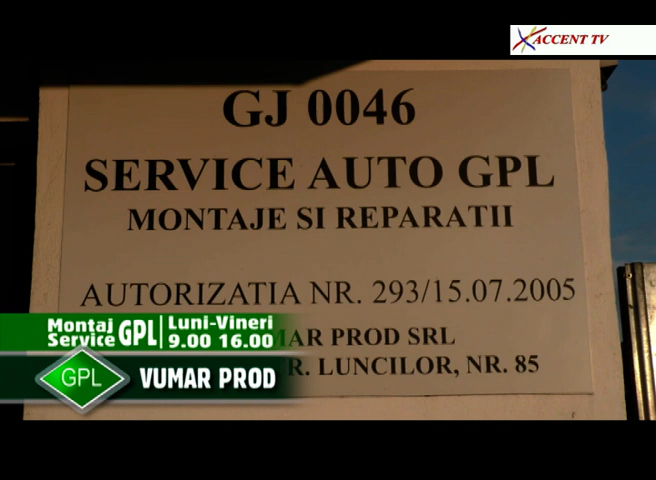 ACCENT TV
GJ 0046
SERVICE AUTO GPL
MONTAJE SI REPARATII
AUTORIZATIA NR. 293/15.07.2005
MAR PROD SRL
R. LUNCILOR, NR. 85
Montaj
Service
GPL
Luni-Vineri
9.00 16.00
GPL
VUMAR PROD